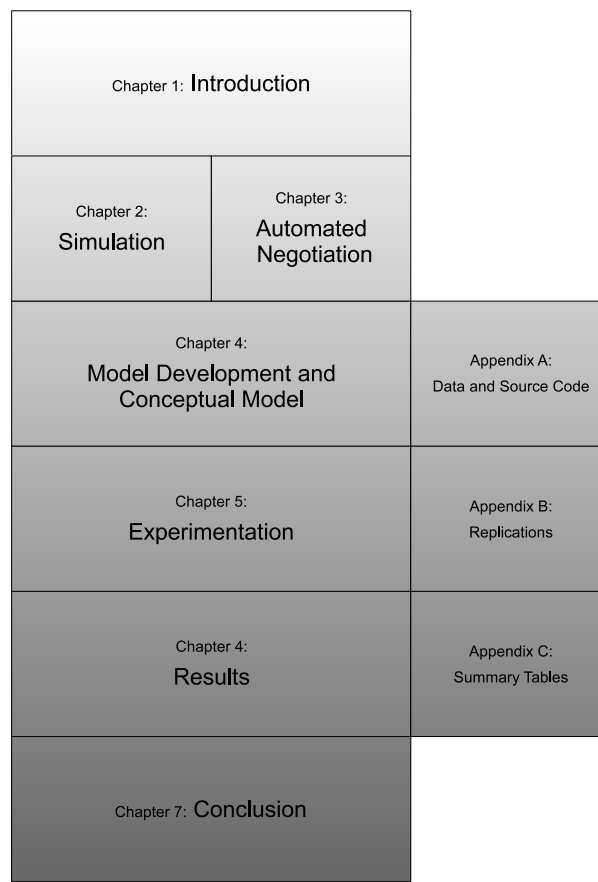 Chapter 1: Introduction
Chapter 2:
Simulation
Chapter 3:
Automated
Negotiation
Chapter 4:
Model Development and
Conceptual Model
Appendix A:
Data and Source Code
Chapter 5:
Experimentation
Appendix B:
Replications
Chapter 4:
Results
Appendix C:
Summary Tables
Chapter 7: Conclusion